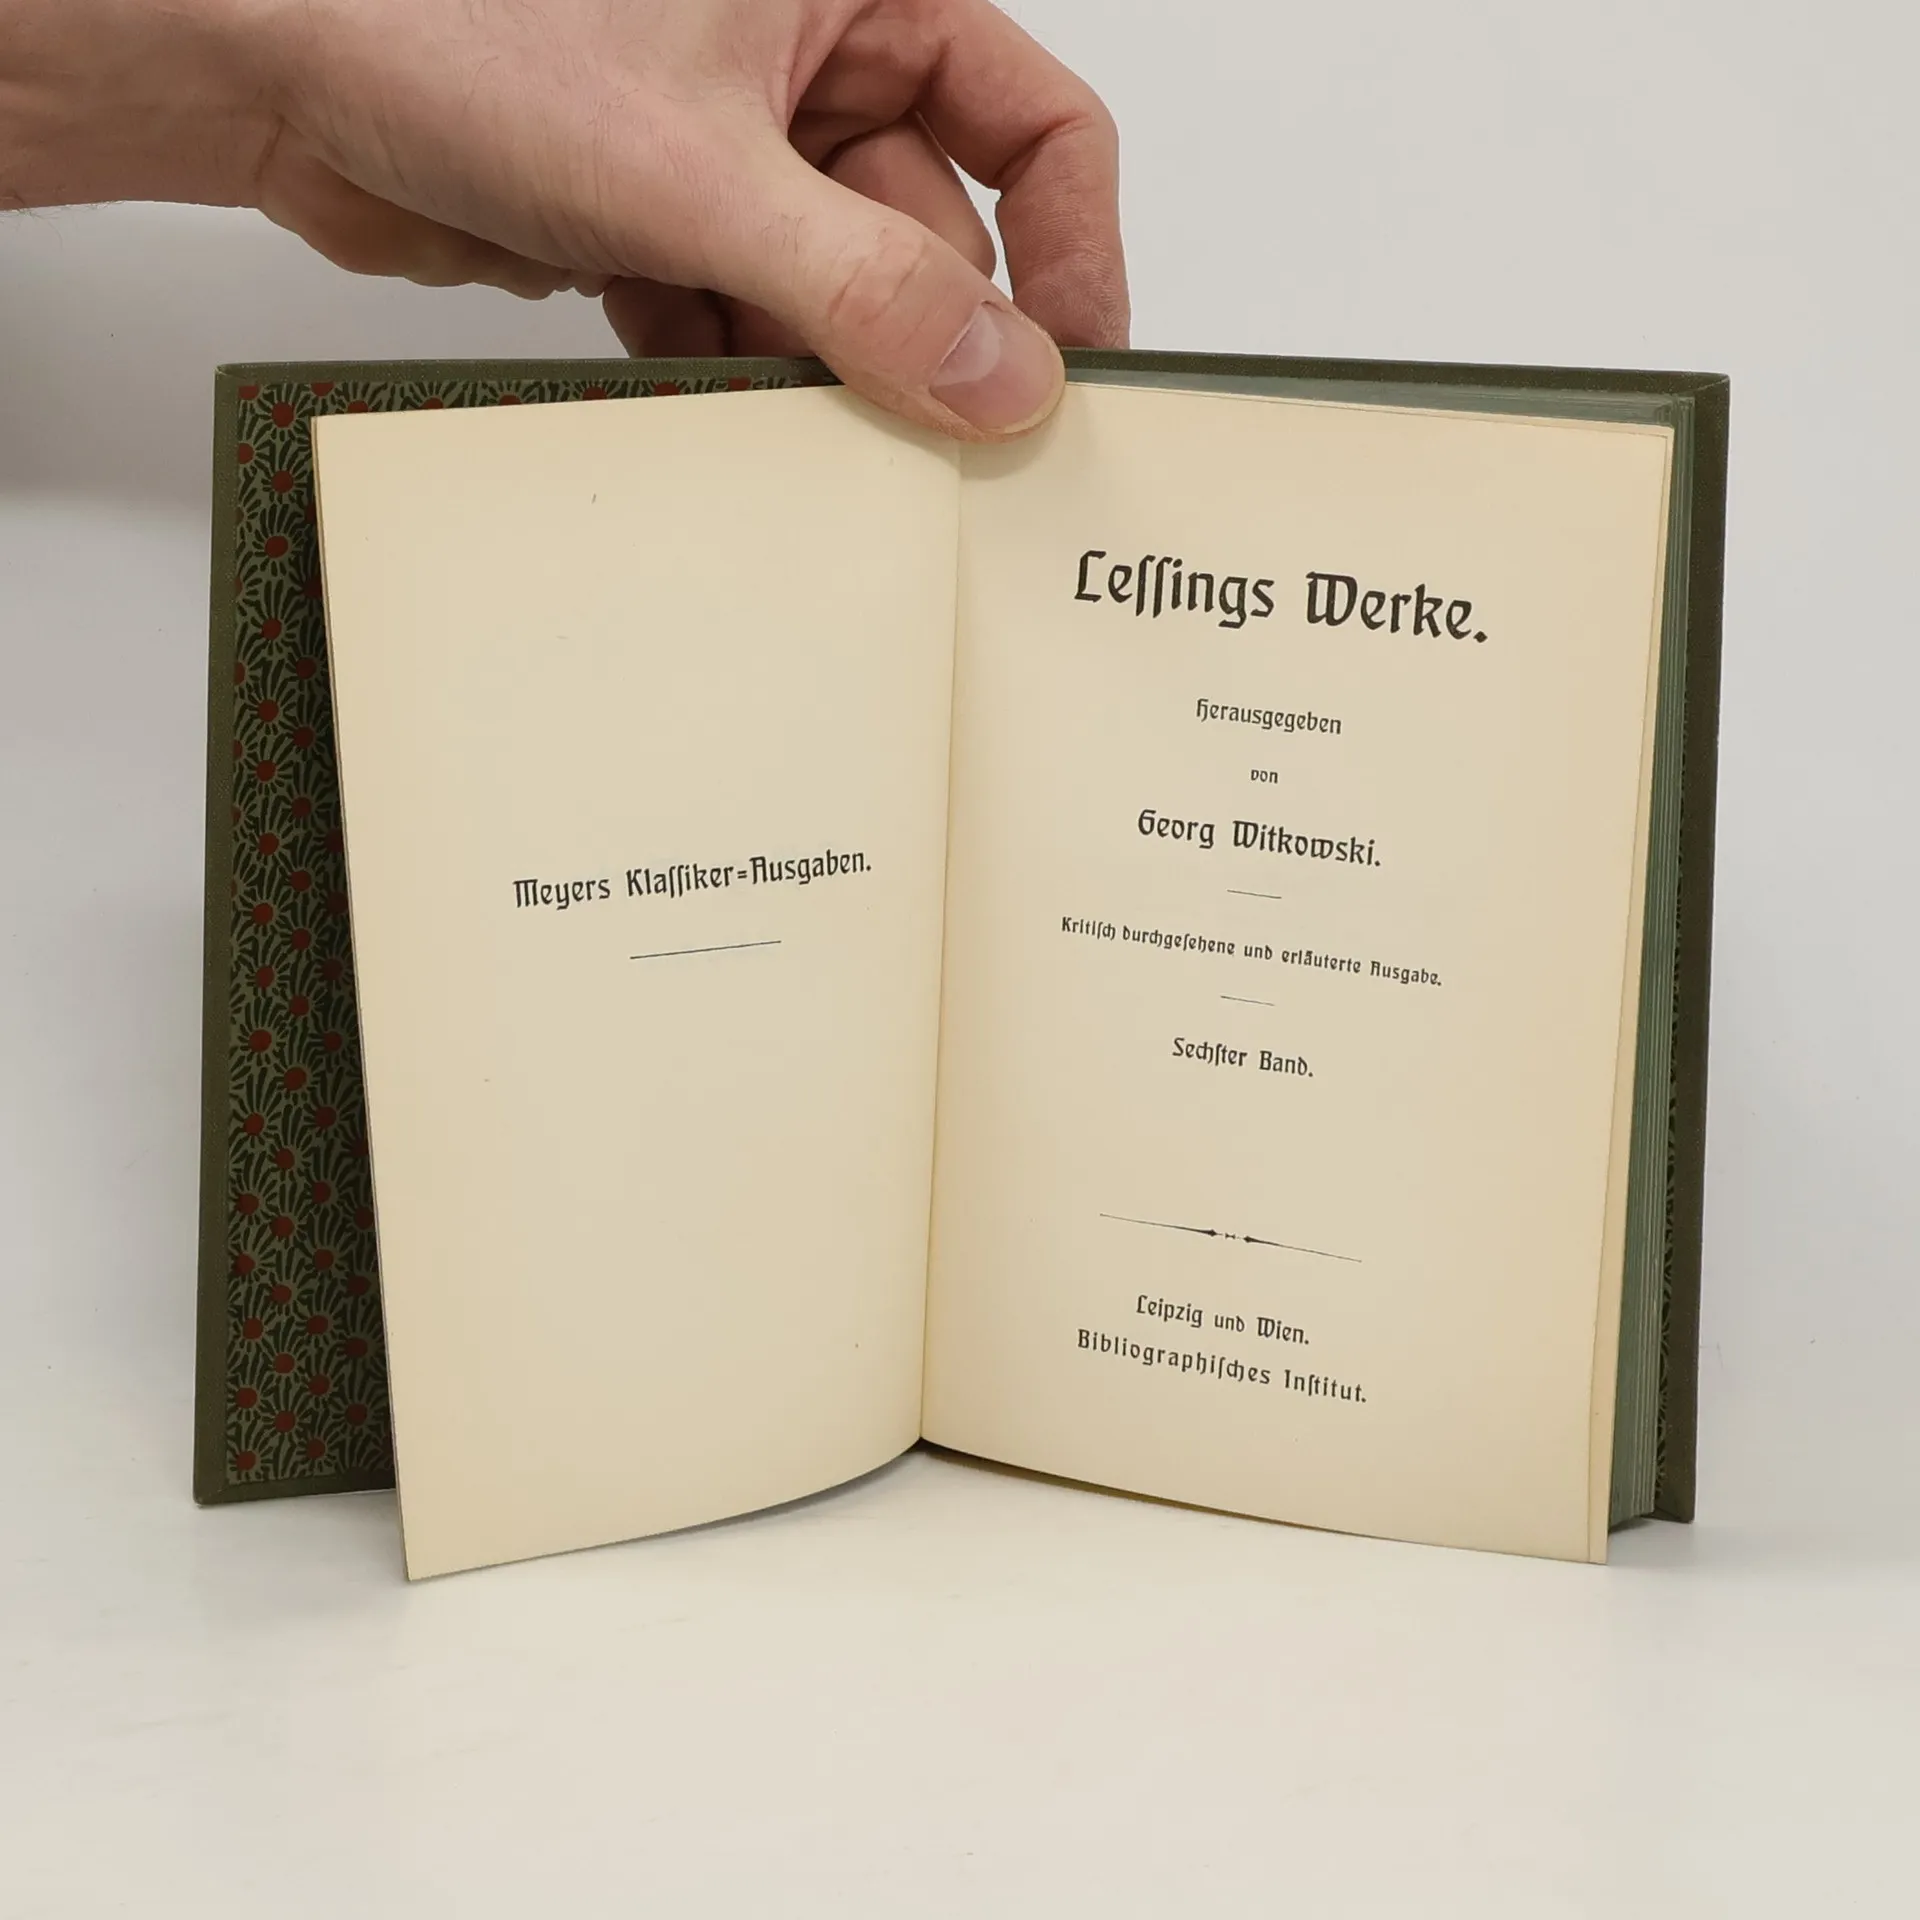 Meyers Klaſſiker=Ausgaben.
Leſſings Werke.
Herausgegeben
von
Georg Witkowski.
Kritiſch durchgeſehene und erläuterte Ausgabe.
Sechſter Band.
Leipzig und Wien.
Bibliographiſches Inſtitut.